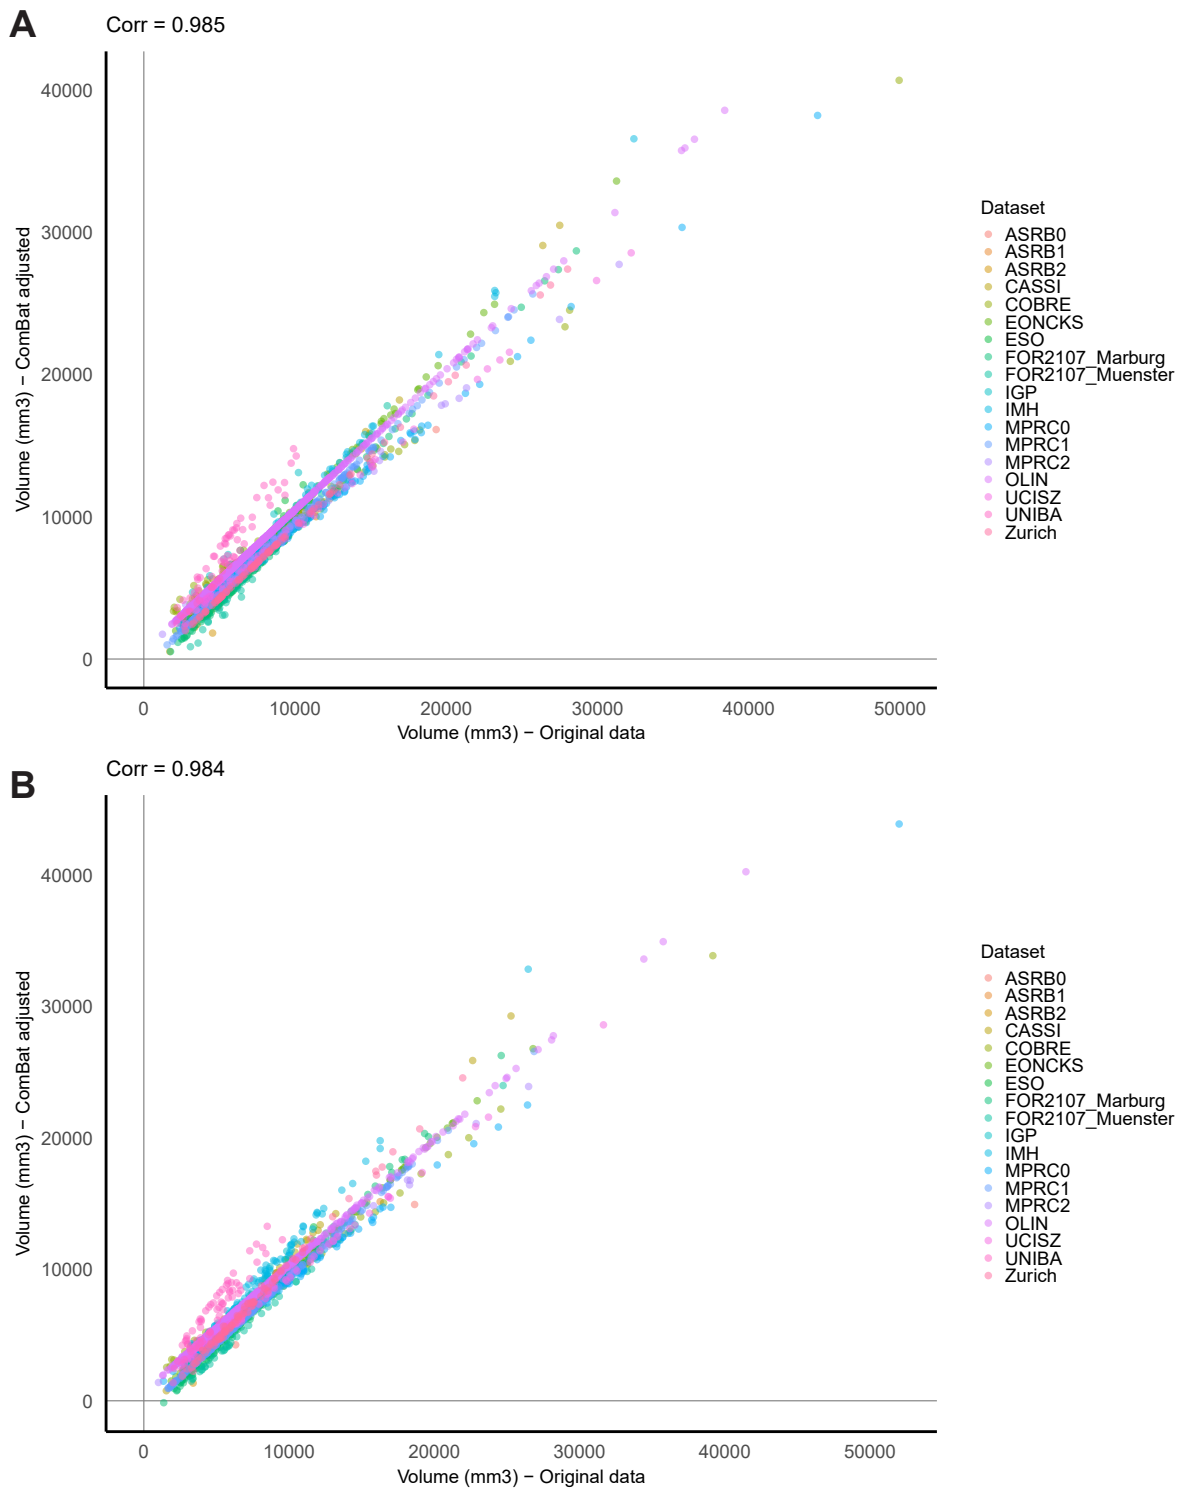 A
Corr = 0.985
Volume (mm3) − ComBat adjusted
40000
30000
20000
10000
0
0 10000 20000 30000 40000 50000
Volume (mm3) − Original data
Dataset
ASRB0
ASRB1
ASRB2
CASSI
COBRE
EONCKS
ESO
FOR2107_Marburg
FOR2107_Muenster
IGP
IMH
MPRC0
MPRC1
MPRC2
OLIN
UCISZ
UNIBA
Zurich
B
Corr = 0.984
Volume (mm3) − ComBat adjusted
40000
30000
20000
10000
0
0 10000 20000 30000 40000 50000
Volume (mm3) − Original data
Dataset
ASRB0
ASRB1
ASRB2
CASSI
COBRE
EONCKS
ESO
FOR2107_Marburg
FOR2107_Muenster
IGP
IMH
MPRC0
MPRC1
MPRC2
OLIN
UCISZ
UNIBA
Zurich